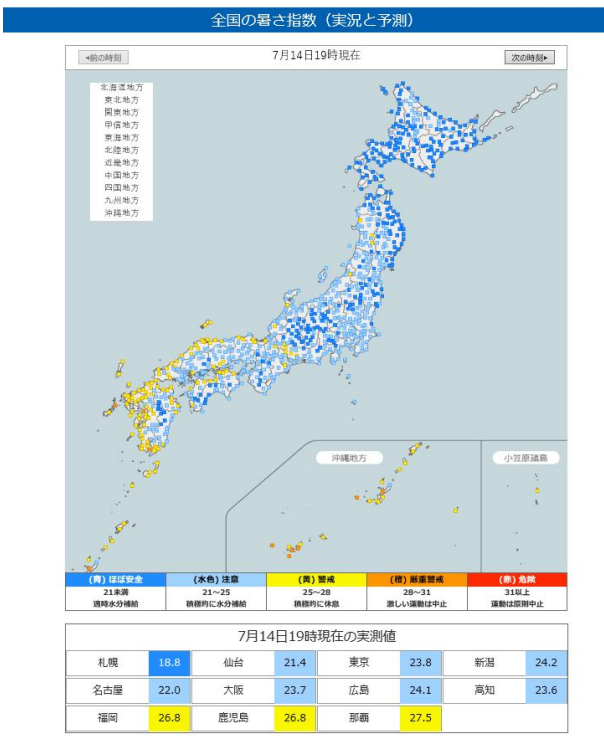 全国の暑さ指数（実況と予測）
◂前の時刻 7月14日19時現在 次の時刻▸
北海道地方
東北地方
関東地方
甲信地方
東海地方
北陸地方
近畿地方
中国地方
四国地方
九州地方
沖縄地方
沖縄地方 小笠原諸島
(青) ほぼ安全 (水色) 注意 (黄) 警戒 (橙) 厳重警戒 (赤) 危険
21未満 21～25 25～28 28～31 31以上
適時水分補給 積極的に水分補給 積極的に休息 激しい運動は中止 運動は原則中止
7月14日19時現在の実測値
札幌 18.8 仙台 21.4 東京 23.8 新潟 24.2
名古屋 22.0 大阪 23.7 広島 24.1 高知 23.6
福岡 26.8 鹿児島 26.8 那覇 27.5